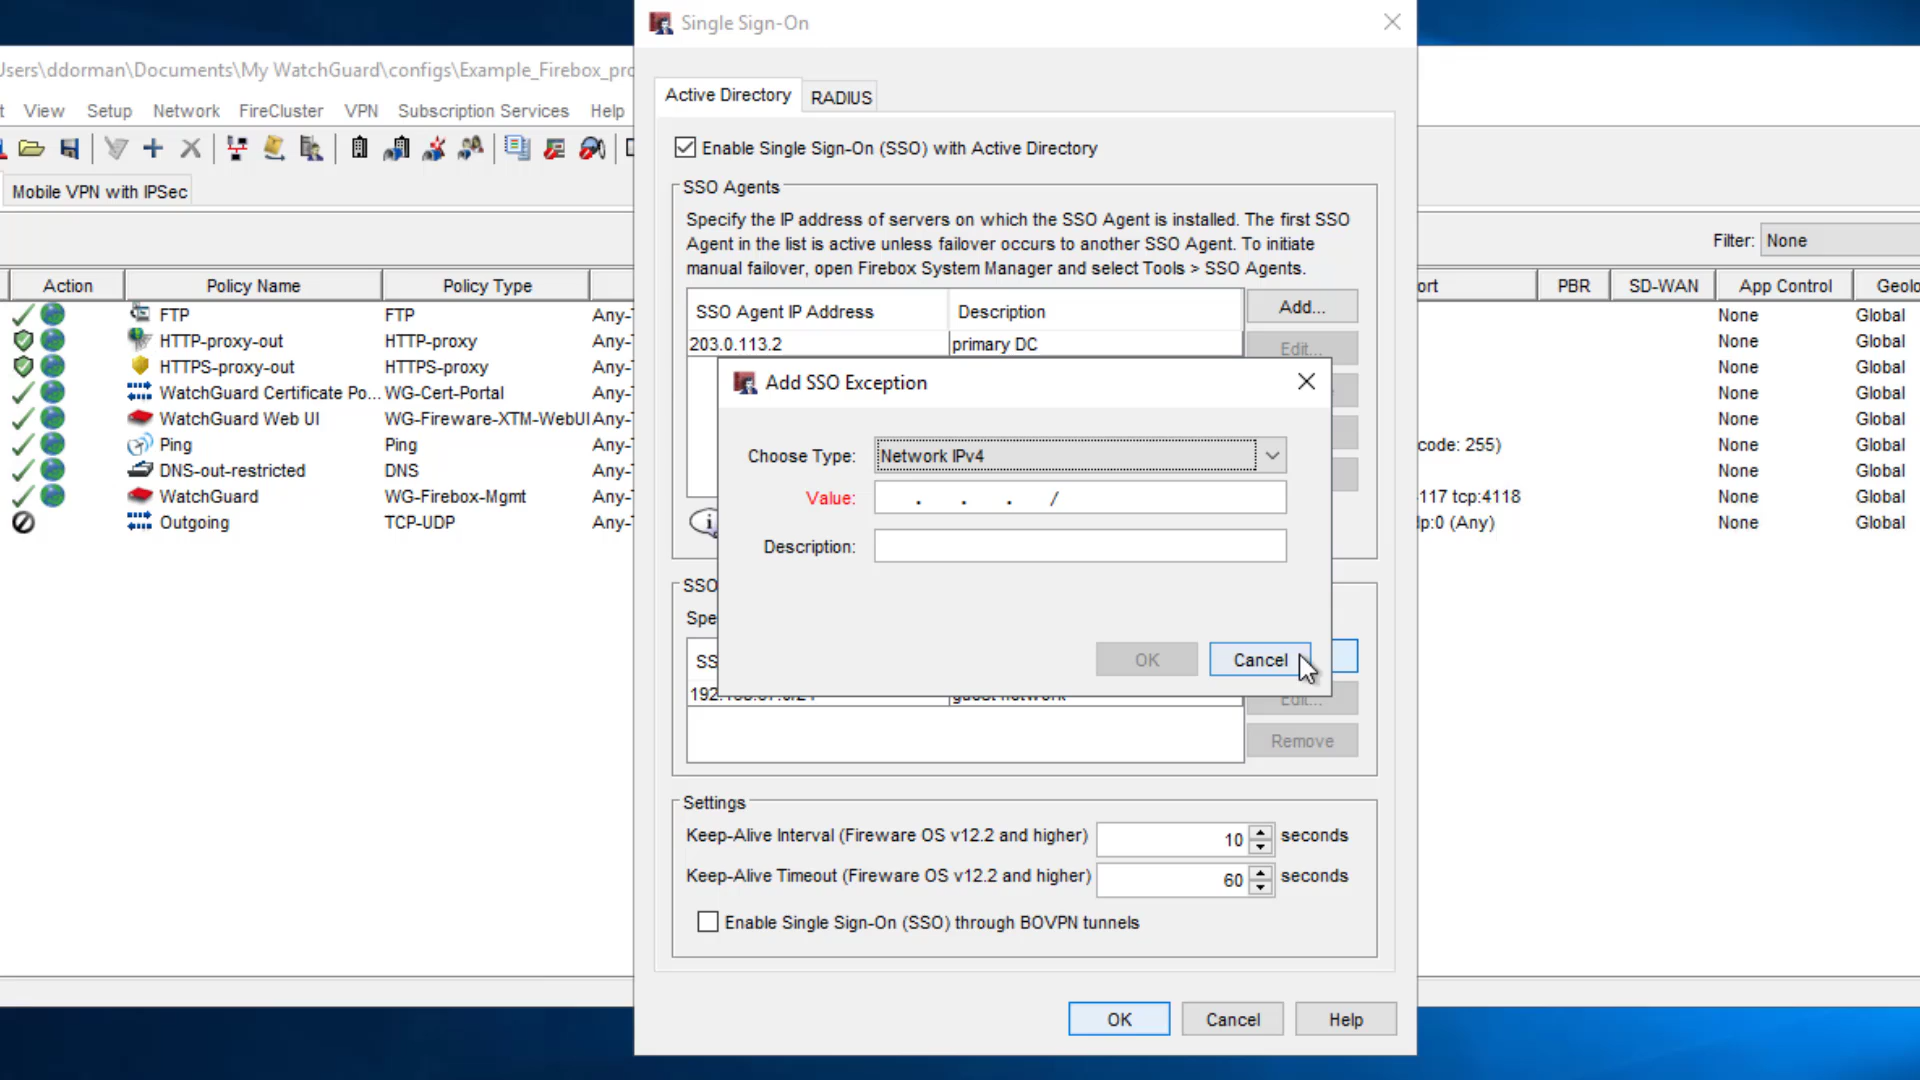 Single Sign-On
Users\ddorman\Documents\My WatchGuard\configs\Example_Firebox_pro
View Setup Network FireCluster VPN Subscription Services Help
Mobile VPN with IPSec
Filter: None
Action Policy Name Policy Type PBR SD-WAN App Control
FTP FTP Any- None Global
HTTP-proxy-out HTTP-proxy Any- None Global
HTTPS-proxy-out HTTPS-proxy Any- None Global
WatchGuard Certificate Po... WG-Cert-Portal Any- None Global
WatchGuard Web UI WG-Fireware-XTM-WebUI Any- None Global
Ping Ping Any- code: 255) None Global
DNS-out-restricted DNS Any- None Global
WatchGuard WG-Firebox-Mgmt Any- 117 tcp:4118 None Global
Outgoing TCP-UDP Any- p:0 (Any) None Global
Active Directory RADIUS
Enable Single Sign-On (SSO) with Active Directory
SSO Agents
Specify the IP address of servers on which the SSO Agent is installed. The first SSO
Agent in the list is active unless failover occurs to another SSO Agent. To initiate
manual failover, open Firebox System Manager and select Tools > SSO Agents.
SSO Agent IP Address Description Add...
203.0.113.2 primary DC Edit...
Add SSO Exception
Choose Type: Network IPv4
Value: . . . /
Description:
OK Cancel
SSO
guest network Edit...
Remove
Settings
Keep-Alive Interval (Fireware OS v12.2 and higher) 10 seconds
Keep-Alive Timeout (Fireware OS v12.2 and higher) 60 seconds
Enable Single Sign-On (SSO) through BOVPN tunnels
OK Cancel Help